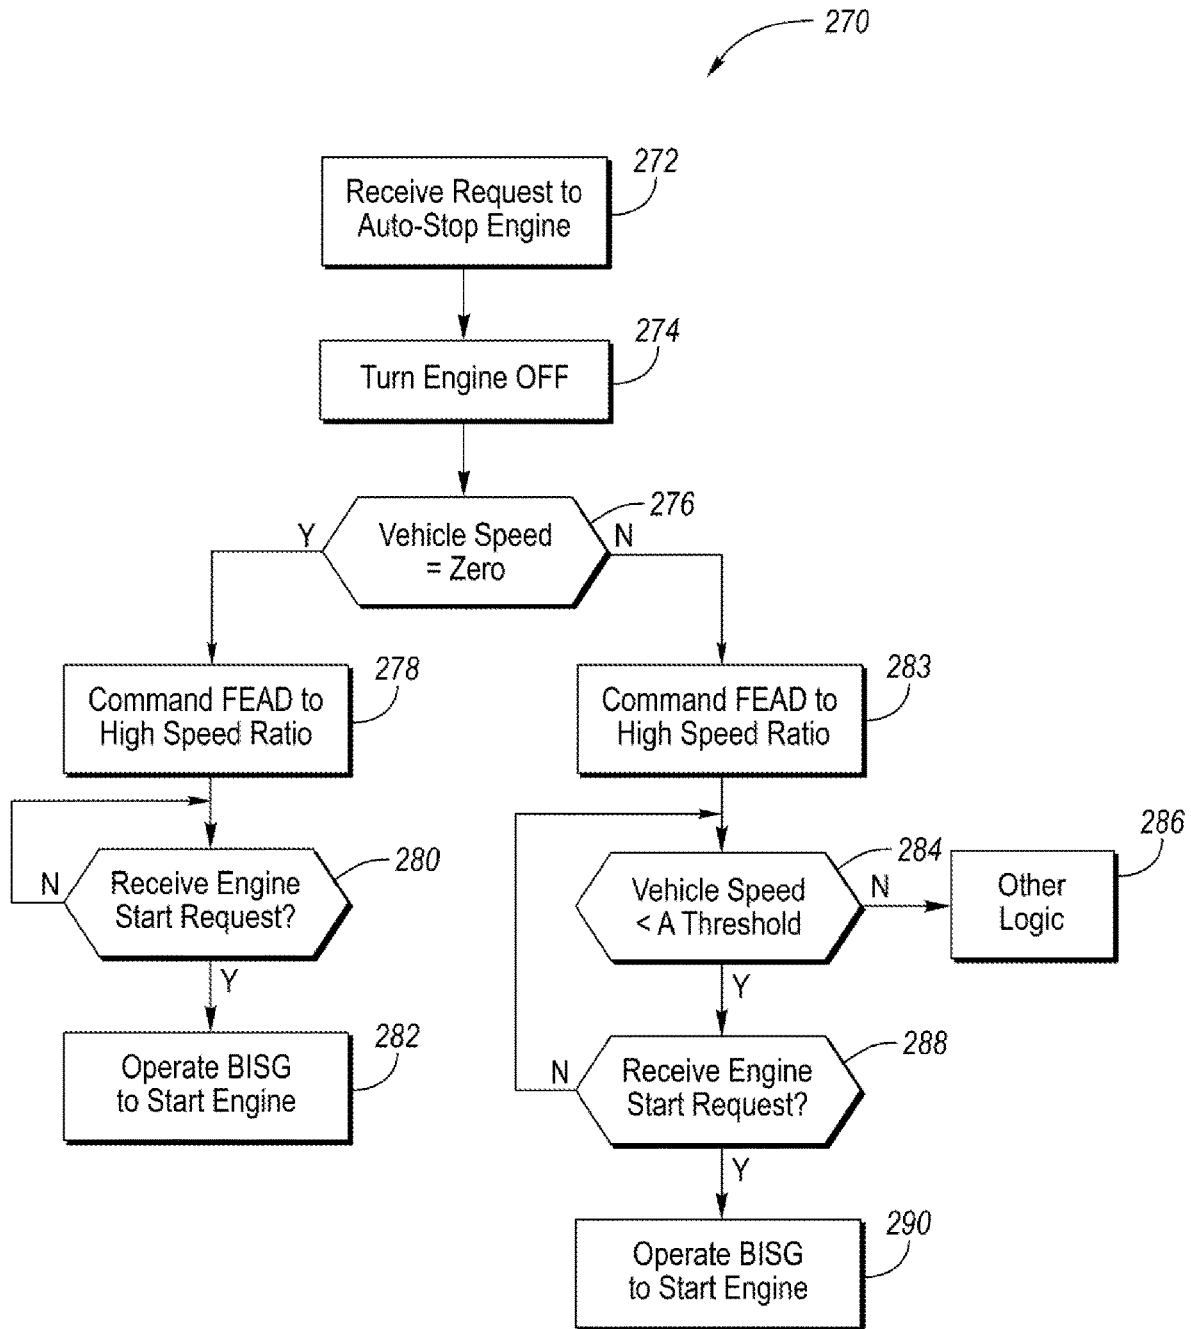 270
272
Receive Request to
Auto-Stop Engine
274
Turn Engine OFF
276
Y
Vehicle Speed
= Zero
N
278
Command FEAD to
High Speed Ratio
283
Command FEAD to
High Speed Ratio
280
N
Receive Engine
Start Request?
Y
284
Vehicle Speed
< A Threshold
N
286
Other
Logic
Y
282
Operate BISG
to Start Engine
288
N
Receive Engine
Start Request?
Y
290
Operate BISG
to Start Engine